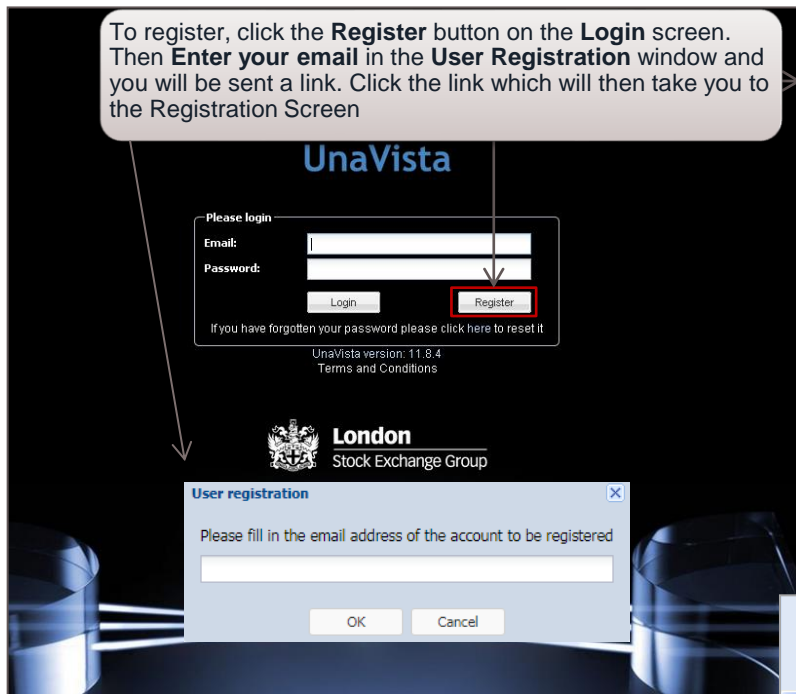 To register, click the Register button on the Login screen.
Then Enter your email in the User Registration window and
you will be sent a link. Click the link which will then take you to
the Registration Screen
UnaVista
Please login
Email:
Password:
Login Register
If you have forgotten your password please click here to reset it
UnaVista version: 11.8.4
Terms and Conditions
London
Stock Exchange Group
User registration
Please fill in the email address of the account to be registered
OK Cancel